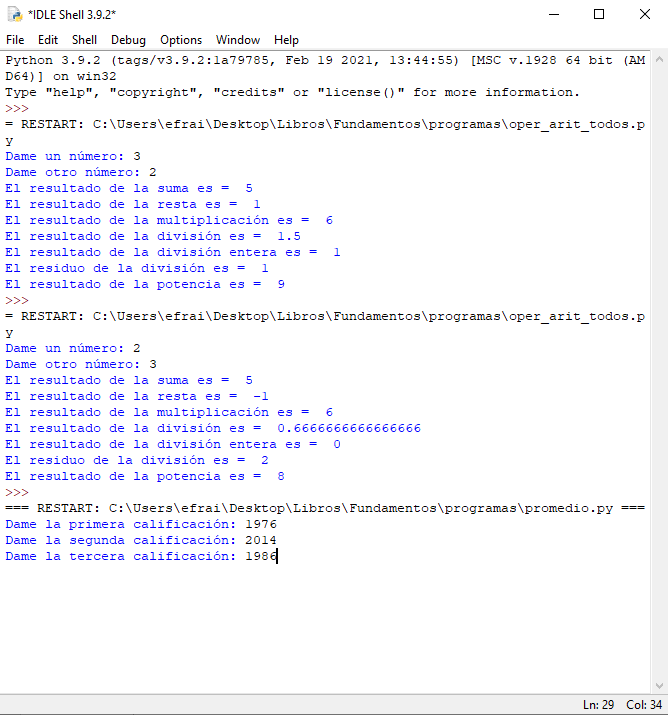 *IDLE Shell 3.9.2*
File Edit Shell Debug Options Window Help
Python 3.9.2 (tags/v3.9.2:1a79785, Feb 19 2021, 13:44:55) [MSC v.1928 64 bit (AM
D64)] on win32
Type "help", "copyright", "credits" or "license()" for more information.
>>>
= RESTART: C:\Users\efrai\Desktop\Libros\Fundamentos\programas\oper_arit_todos.p
y
Dame un número: 3
Dame otro número: 2
El resultado de la suma es =  5
El resultado de la resta es =  1
El resultado de la multiplicación es =  6
El resultado de la división es =  1.5
El resultado de la división entera es =  1
El residuo de la división es =  1
El resultado de la potencia es =  9
>>>
= RESTART: C:\Users\efrai\Desktop\Libros\Fundamentos\programas\oper_arit_todos.p
y
Dame un número: 2
Dame otro número: 3
El resultado de la suma es =  5
El resultado de la resta es =  -1
El resultado de la multiplicación es =  6
El resultado de la división es =  0.6666666666666666
El resultado de la división entera es =  0
El residuo de la división es =  2
El resultado de la potencia es =  8
>>>
=== RESTART: C:\Users\efrai\Desktop\Libros\Fundamentos\programas\promedio.py ===
Dame la primera calificación: 1976
Dame la segunda calificación: 2014
Dame la tercera calificación: 1986
Ln: 29 Col: 34